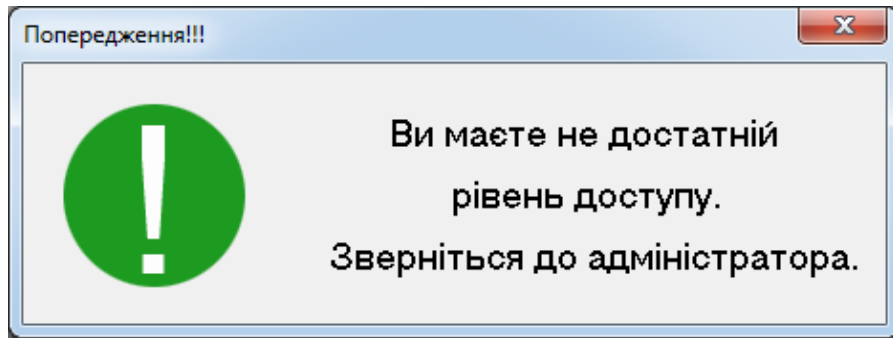 Попередження!!!
Ви маєте не достатній
рівень доступу.
Зверніться до адміністратора.